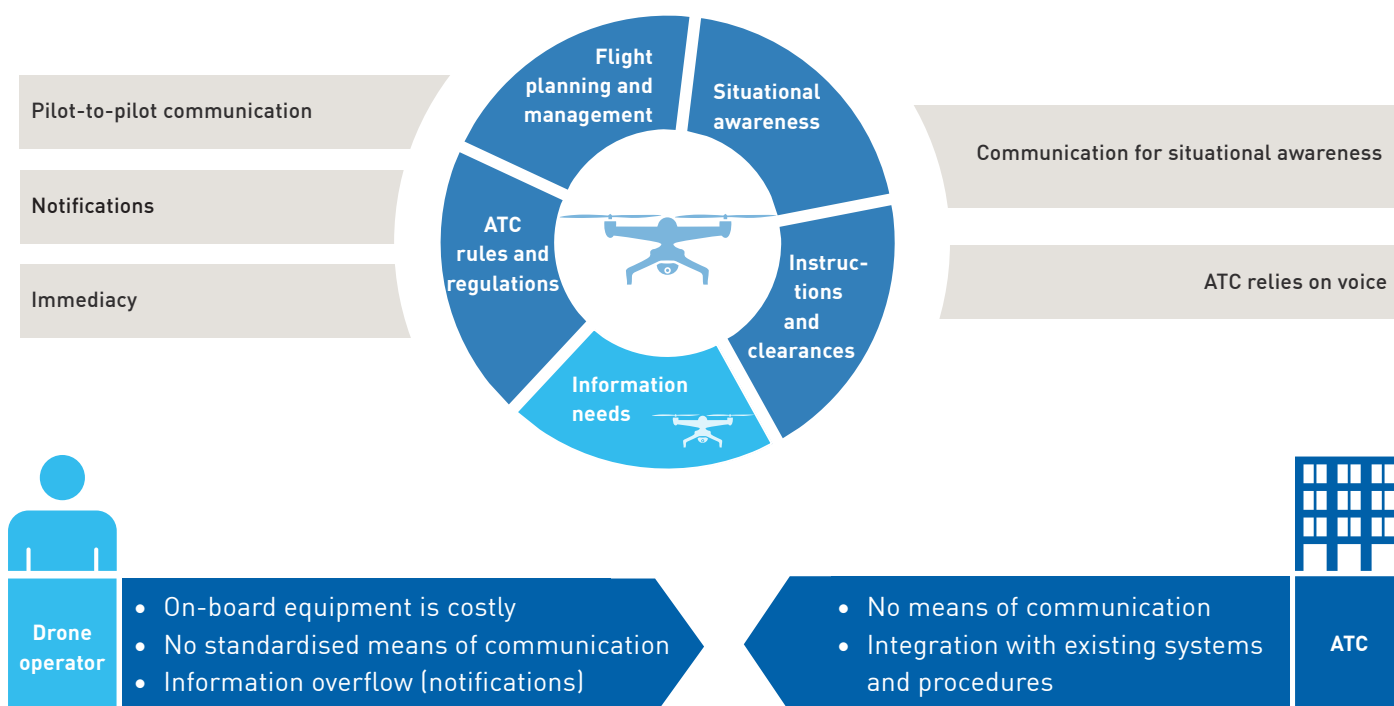 Flight
planning and
management
Situational
awareness
Pilot-to-pilot communication
Notifications
Immediacy
Communication for situational awareness
ATC relies on voice
ATC
rules and
regulations
Instruc-
tions
and
clearances
Information
needs
Drone
operator
• On-board equipment is costly
• No standardised means of communication
• Information overflow (notifications)
• No means of communication
• Integration with existing systems
and procedures
ATC